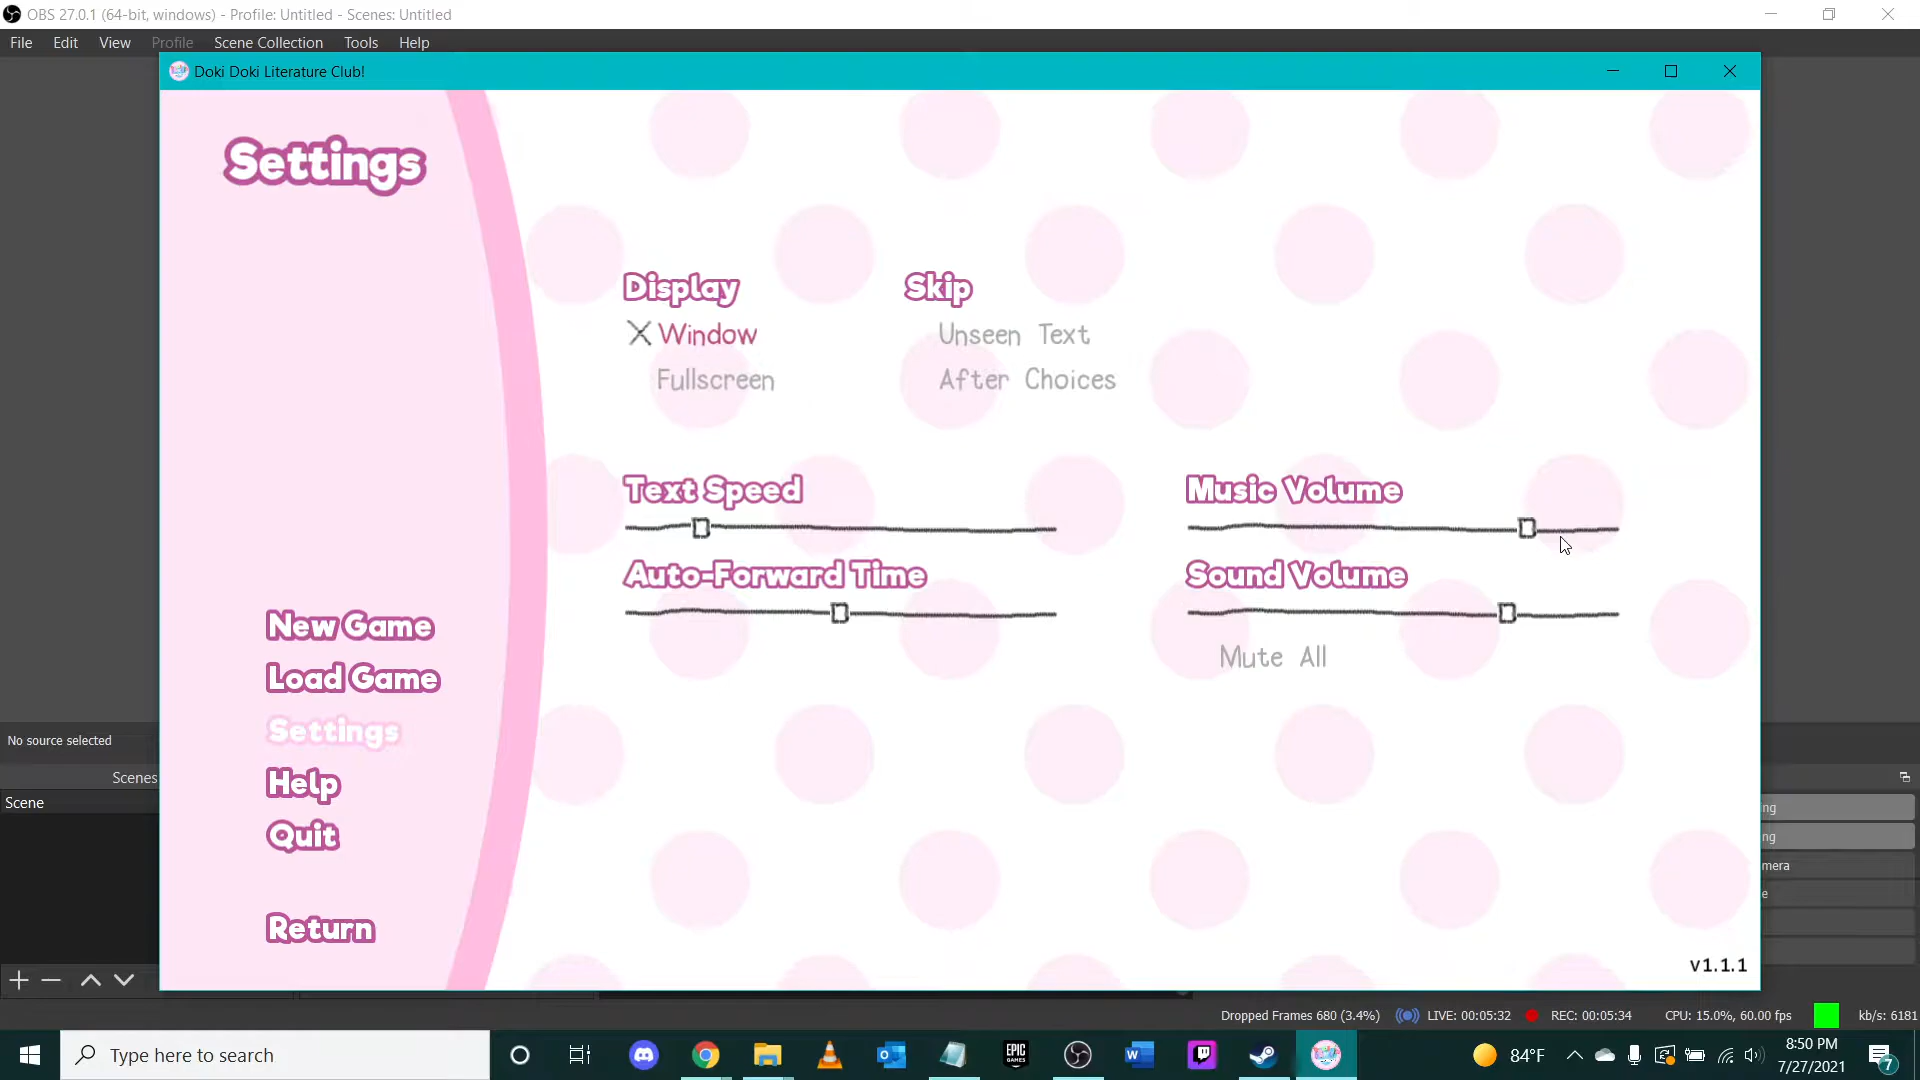 OBS 27.0.1 (64-bit, windows) - Profile: Untitled - Scenes: Untitled
File Edit View Profile Scene Collection Tools Help
Doki Doki Literature Club!
Settings
Display Skip
Window Unseen Text
Fullscreen After Choices
Text Speed Music Volume
Auto-Forward Time Sound Volume
Mute All
New Game
Load Game
Settings
Help
Quit
Return
v1.1.1
No source selected
Scenes
Scene
ng
ng
mera
e
Dropped Frames 680 (3.4%) LIVE: 00:05:32 REC: 00:05:34 CPU: 15.0%, 60.00 fps kb/s: 6181
Type here to search
EPIC GAMES
84°F
8:50 PM
7/27/2021
7